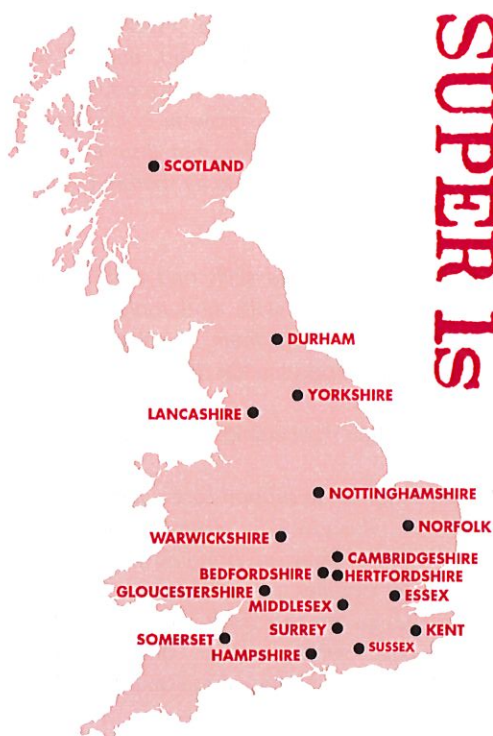 SUPER 1S
SCOTLAND
DURHAM
YORKSHIRE
LANCASHIRE
NOTTINGHAMSHIRE
NORFOLK
WARWICKSHIRE
CAMBRIDGESHIRE
BEDFORDSHIRE
HERTFORDSHIRE
GLOUCESTERSHIRE
ESSEX
MIDDLESEX
SURREY
KENT
SOMERSET
SUSSEX
HAMPSHIRE